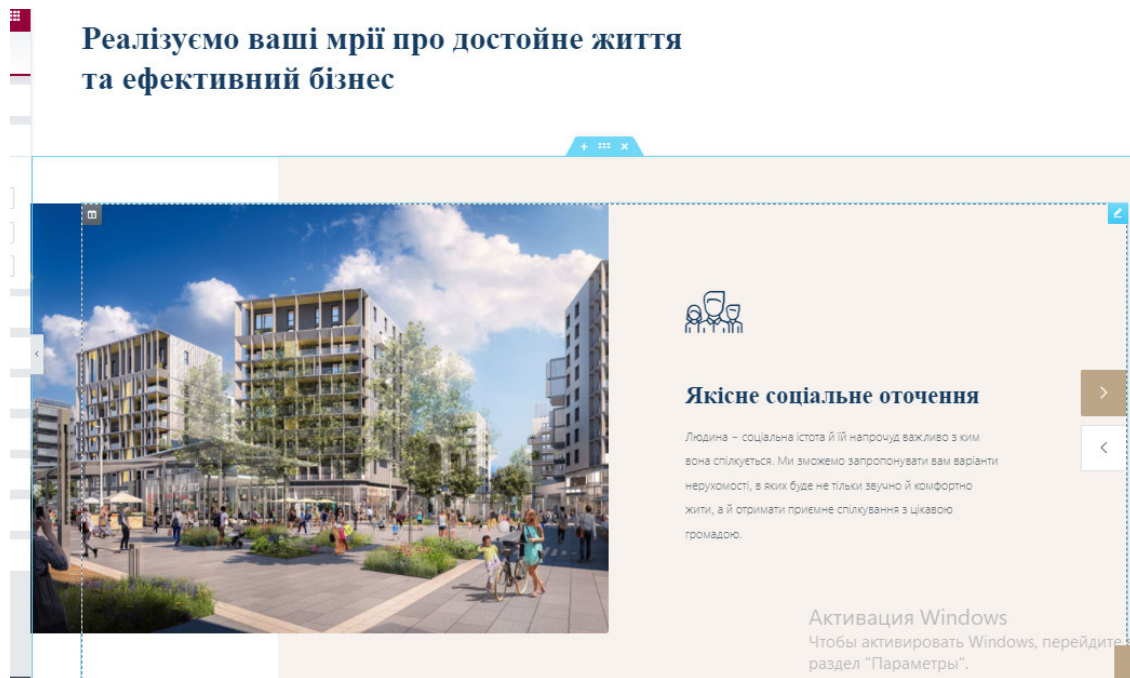 Реалізуємо ваші мрії про достойне життя
та ефективний бізнес
Якісне соціальне оточення
Людина – соціальна істота й їй напрочуд важливо з ким
вона спілкується. Ми зможемо запропонувати вам варіанти
нерухомості, в яких буде не тільки звучно й комфортно
жити, а й отримати приємне спілкування з цікавою
громадою.
Активация Windows
Чтобы активировать Windows, перейдите
раздел "Параметры".